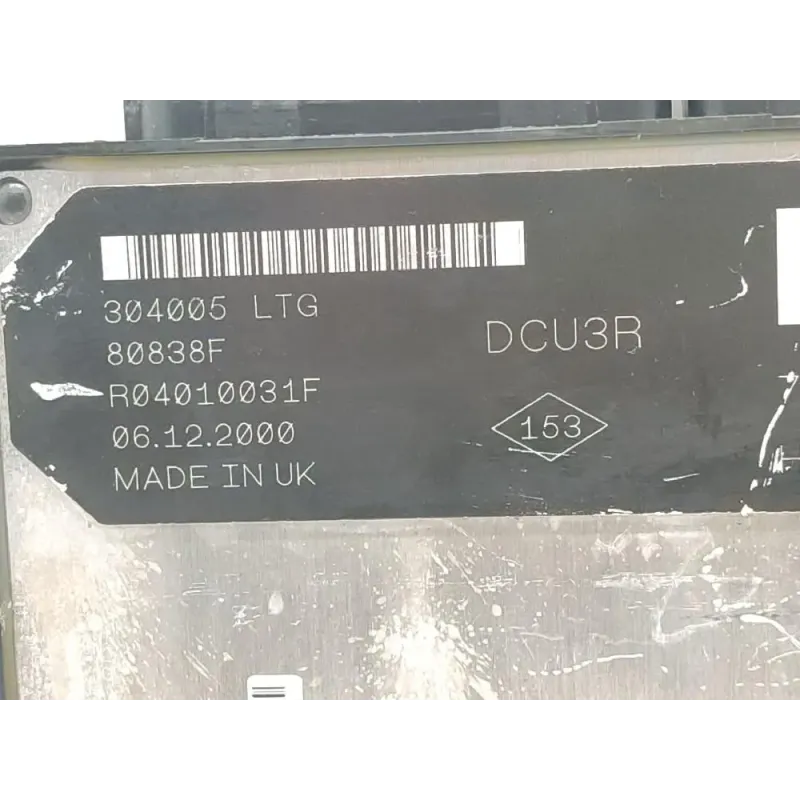 304005 LTG
80838F
R04010031F
06.12.2000
MADE IN UK
DCU3R
153